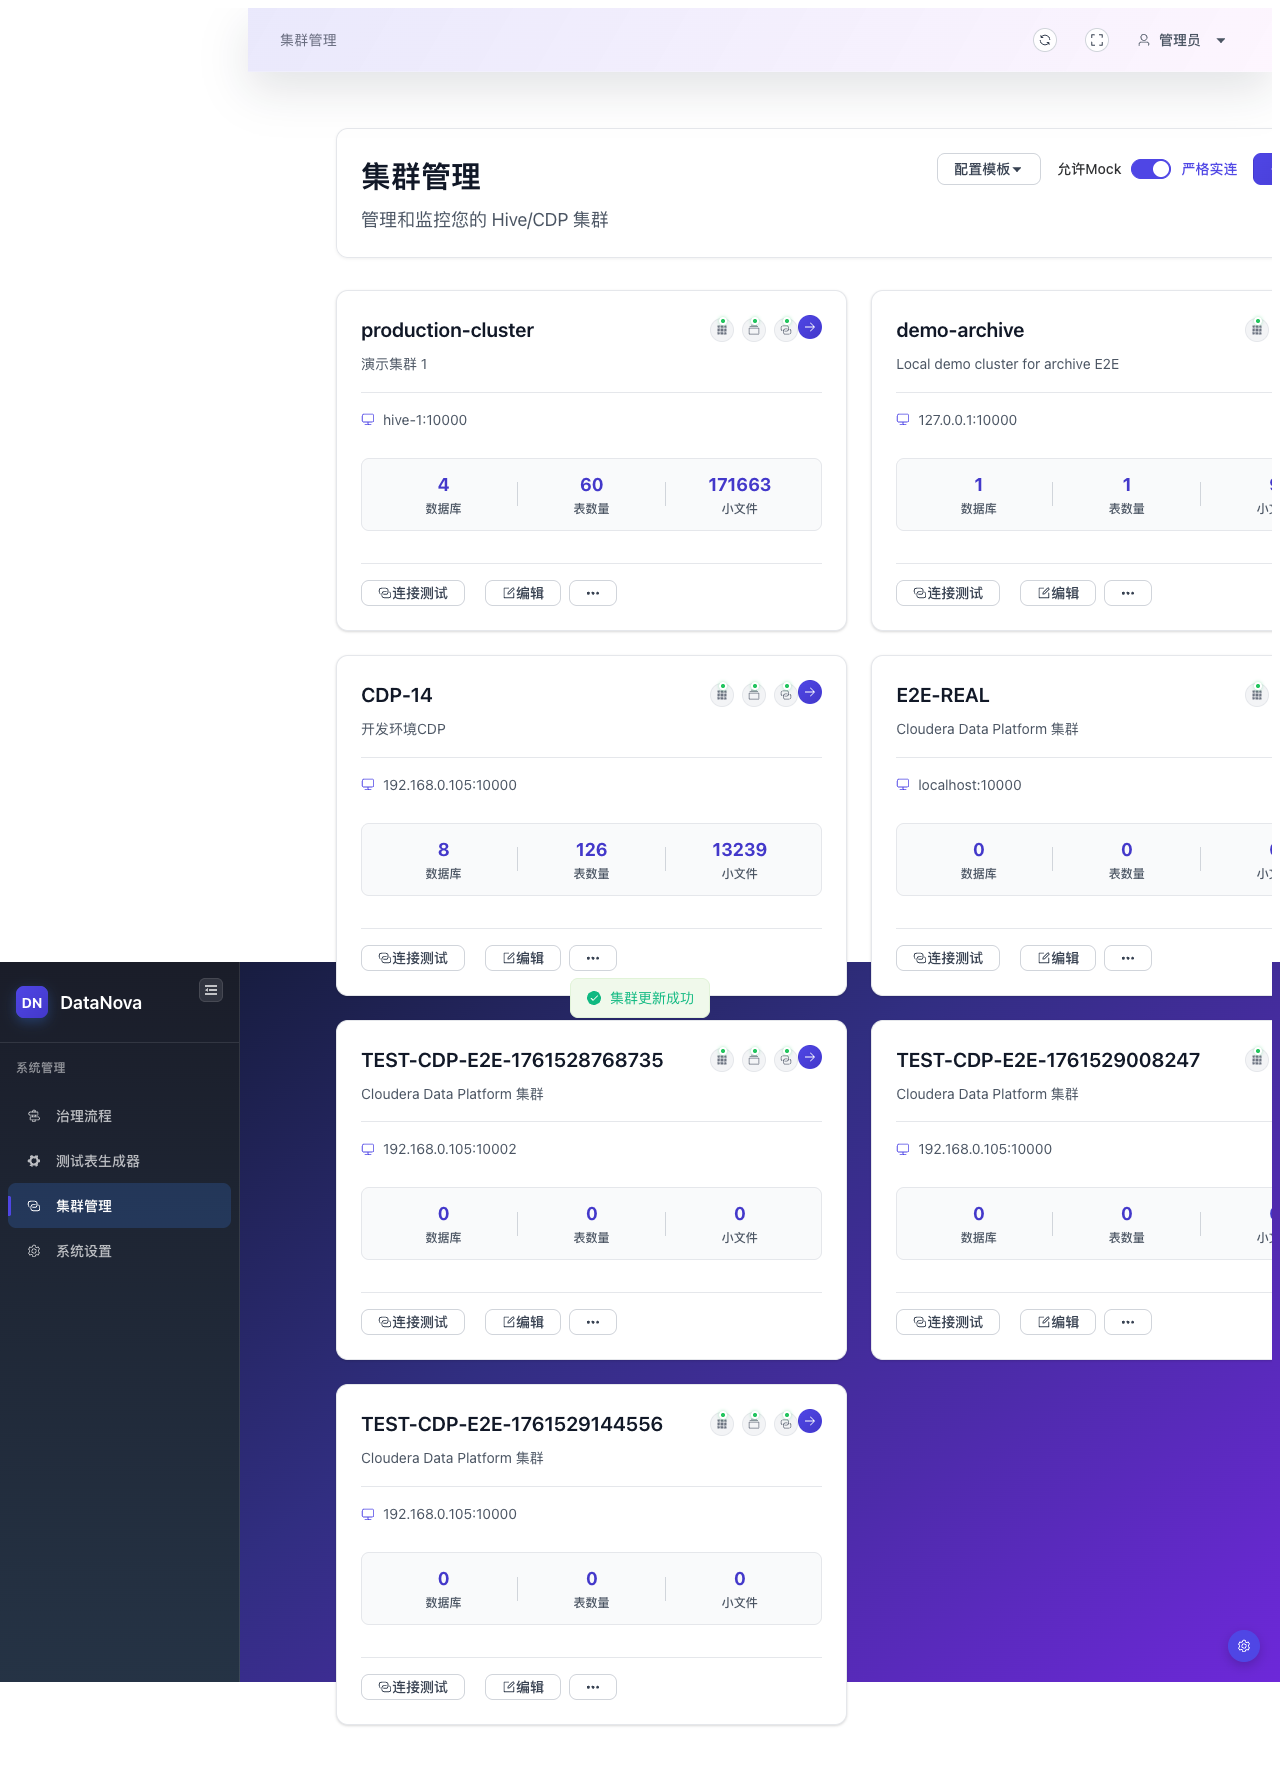 集群管理
管理员
集群管理
管理和监控您的 Hive/CDP 集群
配置模板
允许Mock
严格实连
production-cluster
演示集群 1
hive-1:10000
4
数据库
60
表数量
171663
小文件
连接测试
编辑
demo-archive
Local demo cluster for archive E2E
127.0.0.1:10000
1
数据库
1
表数量
连接测试
编辑
CDP-14
开发环境CDP
192.168.0.105:10000
8
数据库
126
表数量
13239
小文件
连接测试
编辑
E2E-REAL
Cloudera Data Platform 集群
localhost:10000
0
数据库
0
表数量
连接测试
编辑
集群更新成功
DN
DataNova
系统管理
治理流程
测试表生成器
集群管理
系统设置
TEST-CDP-E2E-1761528768735
Cloudera Data Platform 集群
192.168.0.105:10002
0
数据库
0
表数量
0
小文件
连接测试
编辑
TEST-CDP-E2E-1761529008247
Cloudera Data Platform 集群
192.168.0.105:10000
0
数据库
0
表数量
连接测试
编辑
TEST-CDP-E2E-1761529144556
Cloudera Data Platform 集群
192.168.0.105:10000
0
数据库
0
表数量
0
小文件
连接测试
编辑